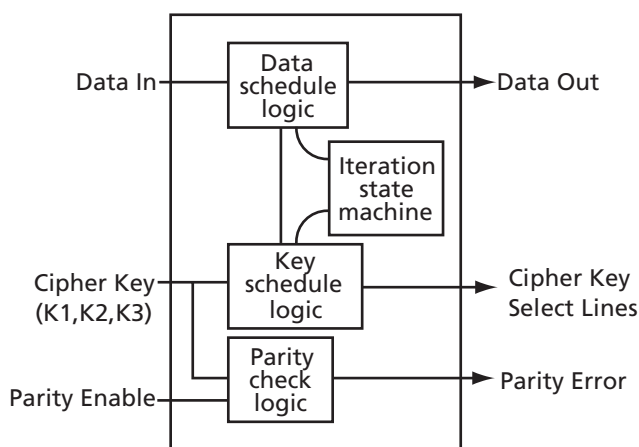 Data In
Data
schedule
logic
Data Out
Iteration
state
machine
Cipher Key
(K1,K2,K3)
Key
schedule
logic
Cipher Key
Select Lines
Parity Enable
Parity
check
logic
Parity Error